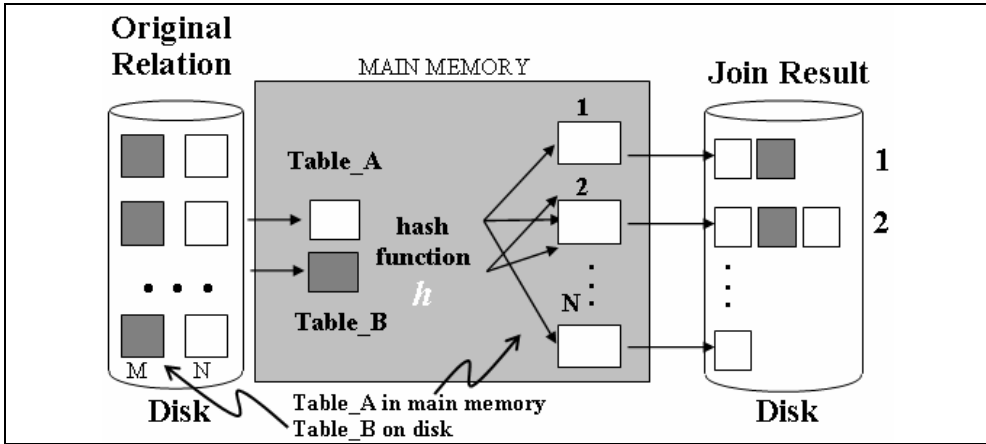 Original
Relation
MAIN MEMORY
Join Result
1
Table_A
2
hash
function
h
Table_B
N
1
2
M N
Disk
Table_A in main memory
Table_B on disk
Disk